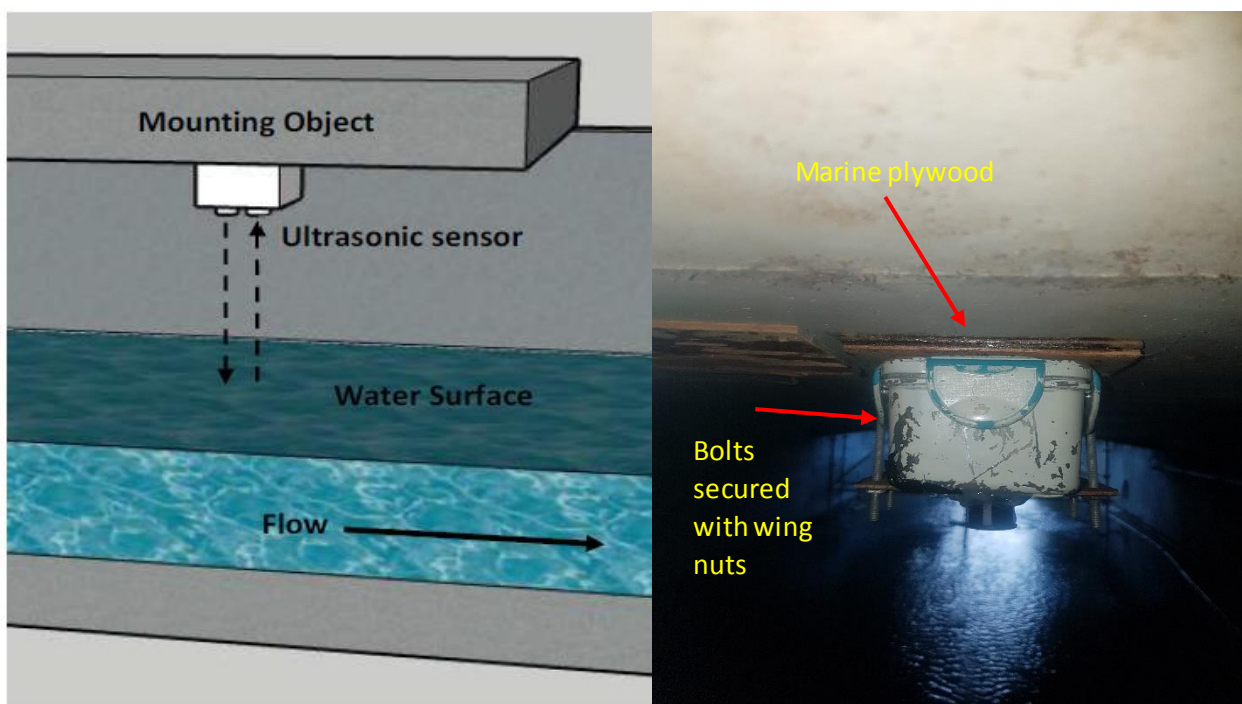 Mounting Object
Ultrasonic sensor
Water Surface
Flow
Marine plywood
Bolts
secured
with wing
nuts